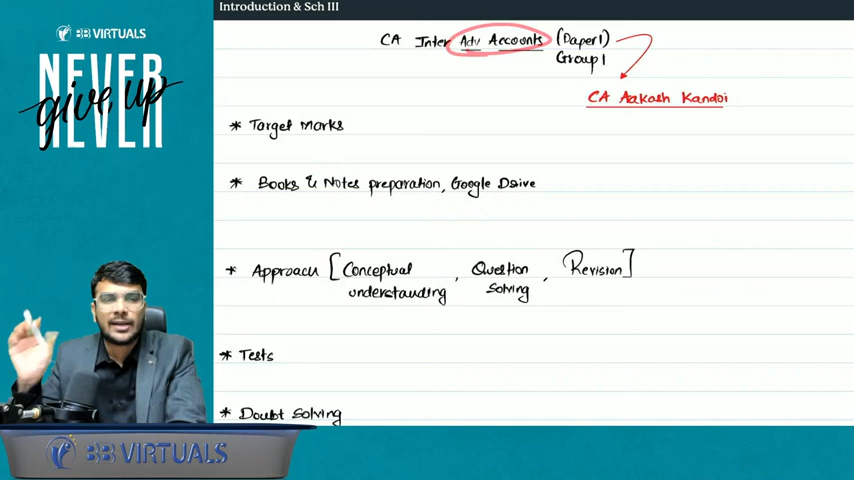 Introduction & Sch III
BB VIRTUALS
NEVER
give up
NEVER
CA Inter Adv Accounts (Paper 1)
Group 1
CA Aakash Kandoi
* Target Marks
* Books & Notes preparation, Google Drive
* Approach [Conceptual understanding, Question solving, Revision]
* Tests
* Doubt Solving
BB VIRTUALS